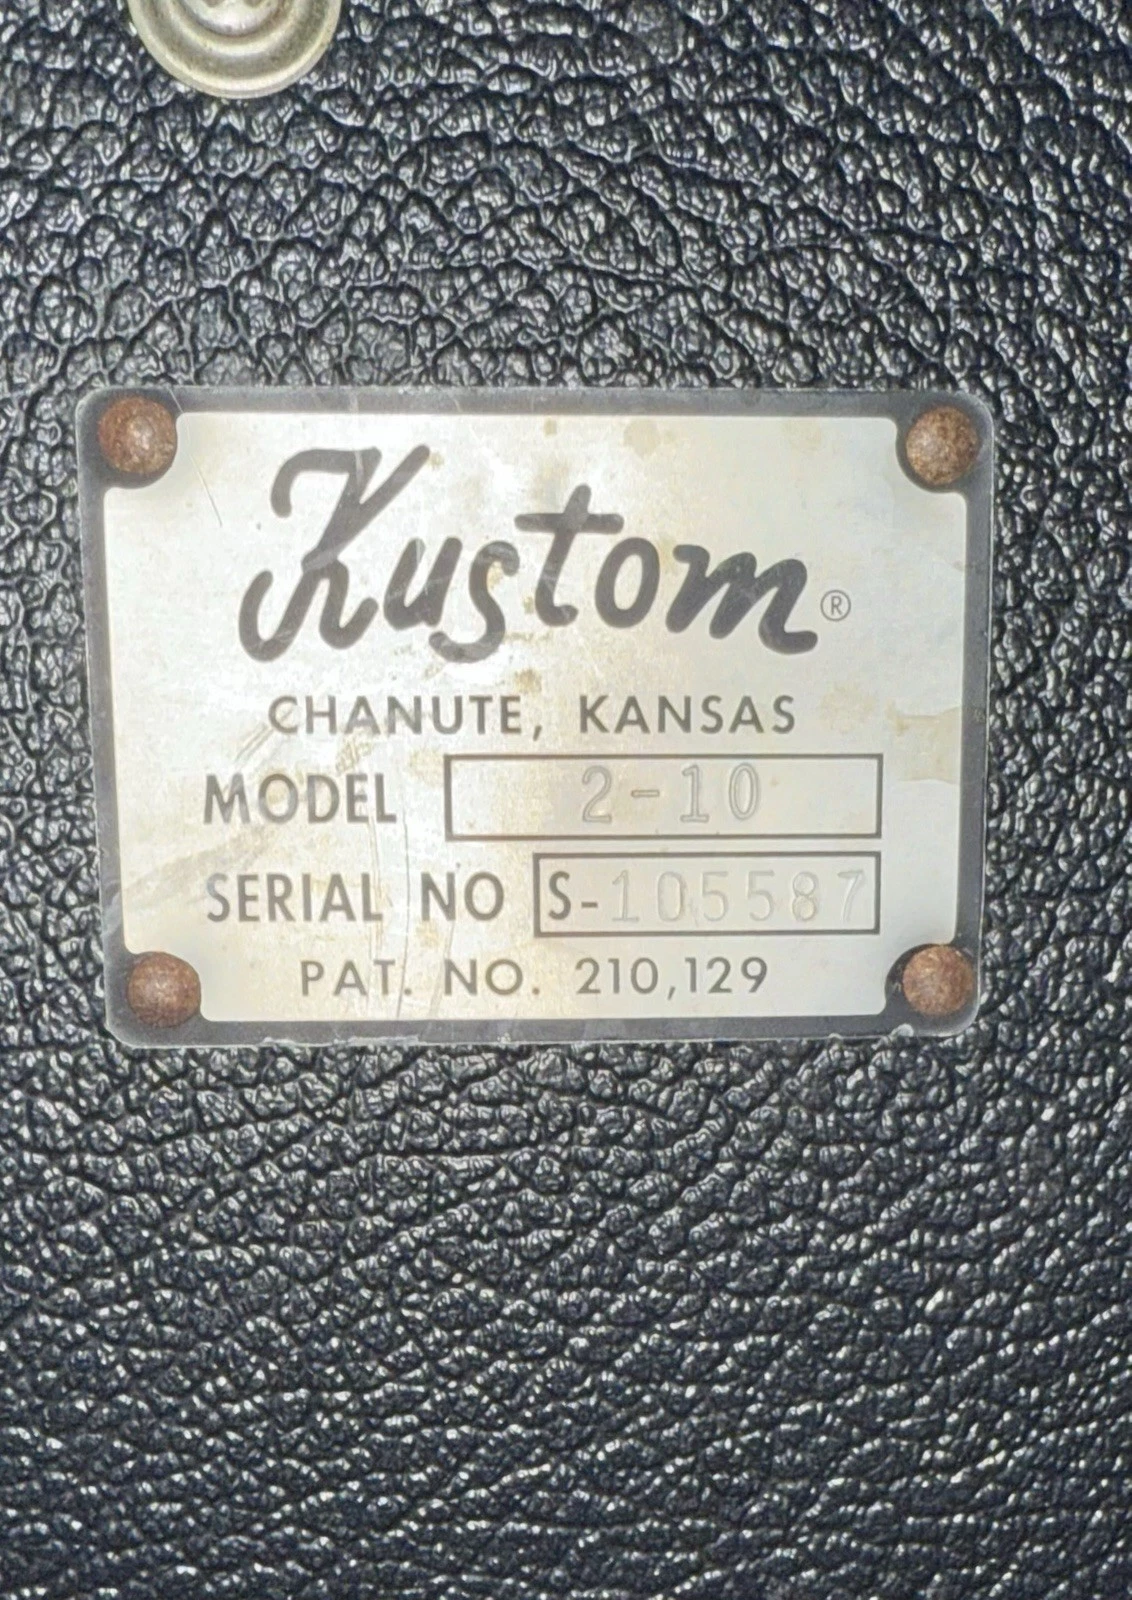 Kustom®
CHANUTE, KANSAS
MODEL 2-10
SERIAL NO S-105587
PAT. NO. 210,129